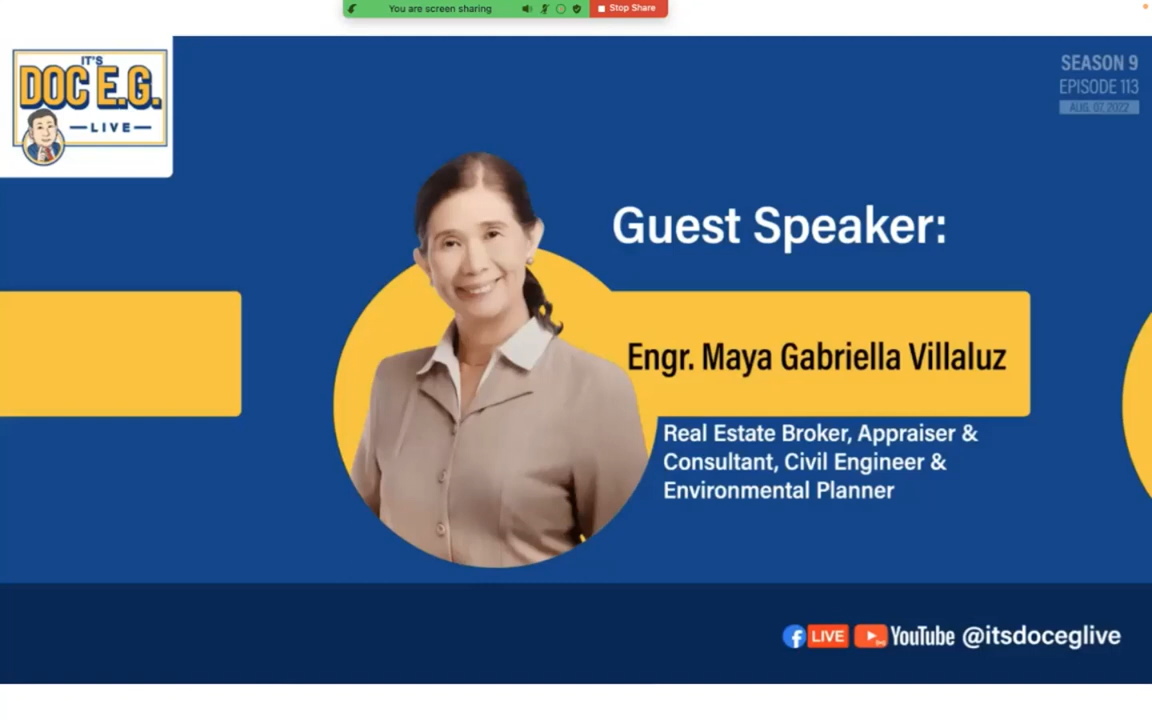 You are screen sharing
Stop Share
IT'S
DOC E.G.
LIVE
SEASON 9
EPISODE 113
AUG. 07, 2022
Guest Speaker:
Engr. Maya Gabriella Villaluz
Real Estate Broker, Appraiser &
Consultant, Civil Engineer &
Environmental Planner
LIVE YouTube @itsdoceglive